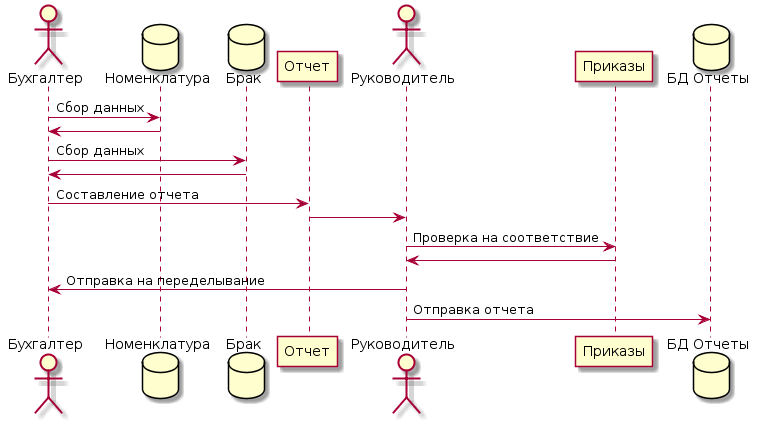 Бухгалтер
Номенклатура
Брак
Отчет
Руководитель
Приказы
БД Отчеты
Сбор данных
Сбор данных
Составление отчета
Проверка на соответствие
Отправка на переделывание
Отправка отчета
Бухгалтер
Номенклатура
Брак
Отчет
Руководитель
Приказы
БД Отчеты